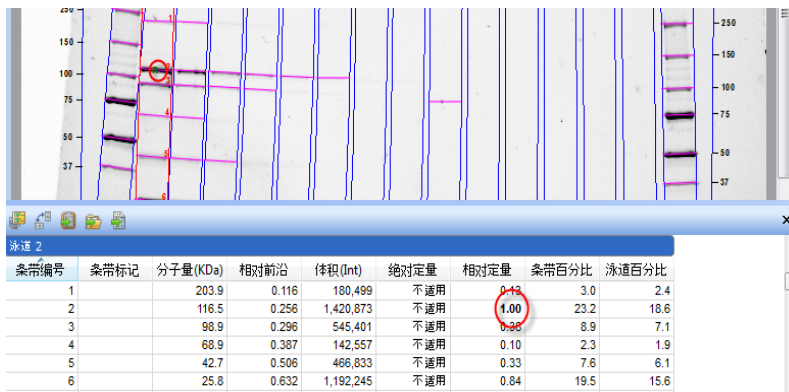 250
150
100
75
50
37
1
2
3
4
5
6
250
150
100
75
50
37
泳道 2
条带编号 条带标记 分子量(KDa) 相对前沿 体积(Int) 绝对定量 相对定量 条带百分比 泳道百分比
1 203.9 0.116 180,499 不适用 0.13 3.0 2.4
2 116.5 0.256 1,420,873 不适用 1.00 23.2 18.6
3 98.9 0.296 545,401 不适用 0.38 8.9 7.1
4 68.9 0.387 142,557 不适用 0.10 2.3 1.9
5 42.7 0.506 466,833 不适用 0.33 7.6 6.1
6 25.8 0.632 1,192,245 不适用 0.84 19.5 15.6